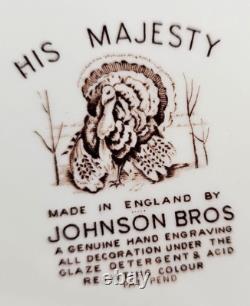 HIS MAJESTY
MADE IN ENGLAND BY
JOHNSON BROS
A GENUINE HAND ENGRAVING
ALL DECORATION UNDER THE
GLAZE DETERGENT & ACID
COLOUR